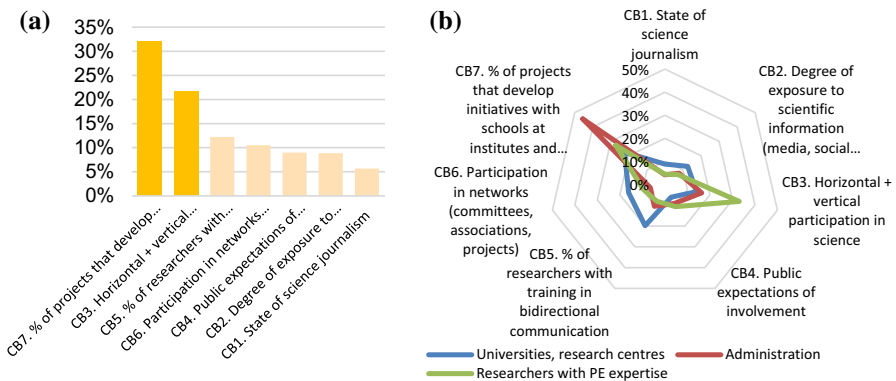 (a)
35%
30%
25%
20%
15%
10%
5%
0%
CB7. % of projects that develop…
CB3. Horizontal + vertical…
CB5. % of researchers with…
CB6. Participation in networks…
CB4. Public expectations of…
CB2. Degree of exposure to…
CB1. State of science journalism
(b)
CB1. State of
science
journalism
50%
40%
30%
20%
10%
0%
CB2. Degree of
exposure to
scientific
information
(media, social…
CB3. Horizontal +
vertical
participation in
science
CB4. Public
expectations of
involvement
CB5. % of
researchers with
training in
bidirectional
communication
CB6. Participation
in networks
(committees,
associations,
projects)
CB7. % of projects
that develop
initiatives with
schools at
institutes and…
Universities, research centres
Administration
Researchers with PE expertise